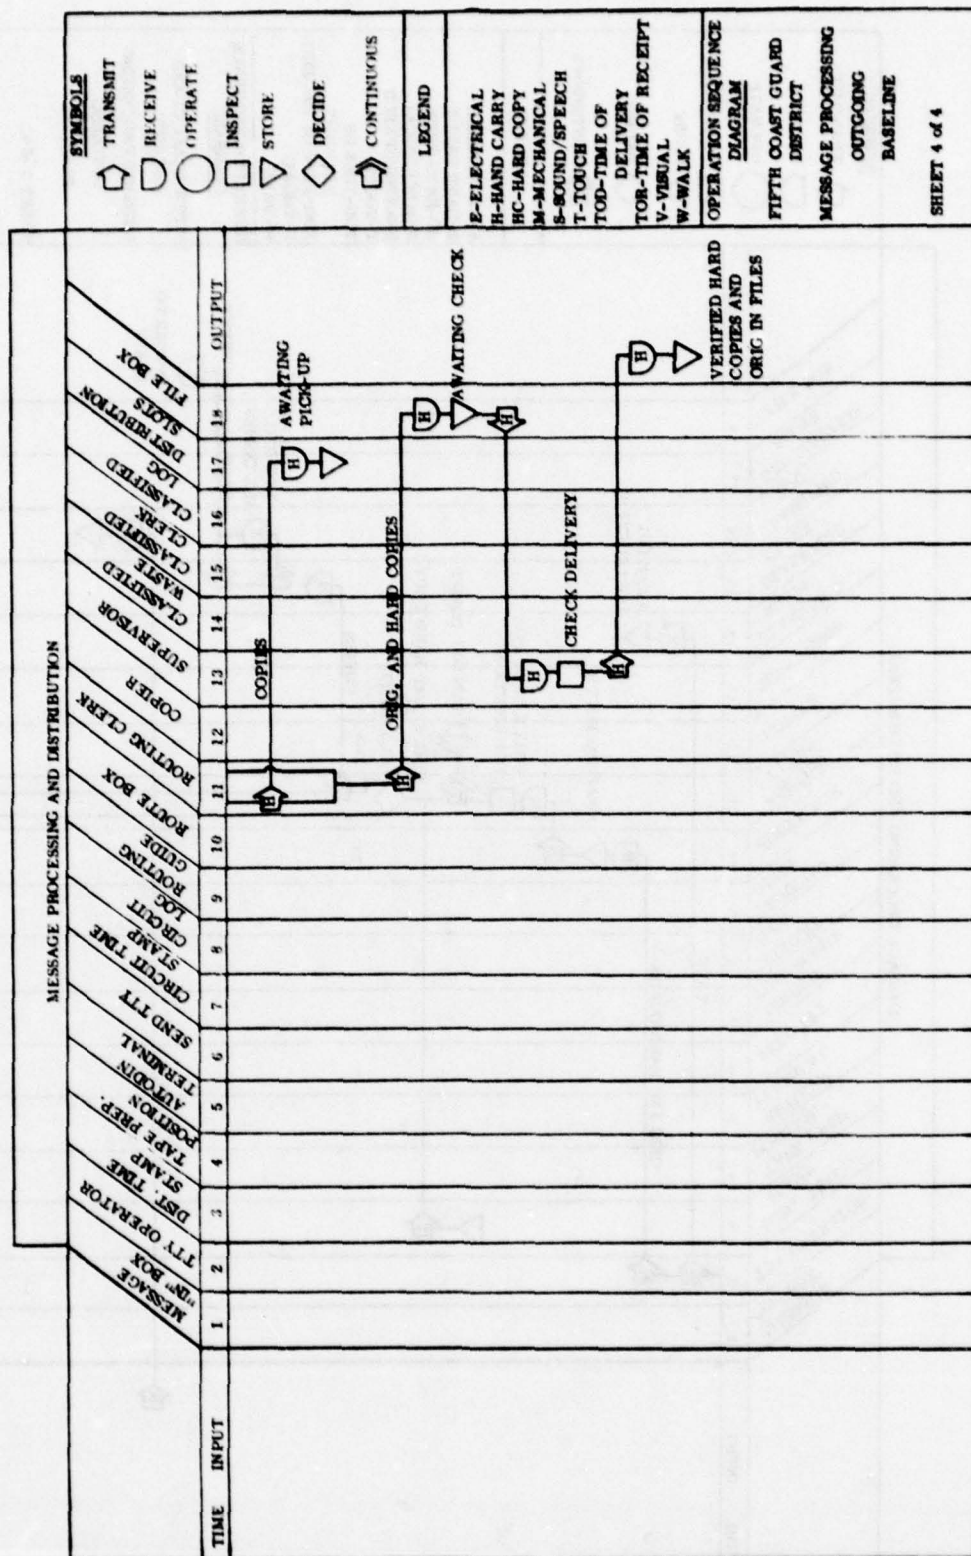 MESSAGE PROCESSING AND DISTRIBUTION
MESSAGE
"IN" BOX
TTY OPERATOR
DIST. TIME
STAMP
TAPE PREP.
POSITION
AUTODIN
TERMINAL
SEND TTY
CIRCUIT TIME
STAMP
CIRCUIT
LOG
ROUTING
GUIDE
ROUTE BOX
ROUTING CLERK
COPIER
SUPERVISOR
CLASSIFIED
WASTE
CLASSIFIED
CLERK
CLASSIFIED
LOG
DISTRIBUTION
SLOTS
FILE BOX
TIME INPUT 1 2 3 4 5 6 7 8 9 10 11 12 13 14 15 16 17 18 OUTPUT
H
COPIES
H
AWAITING
PICK-UP
H
ORIG, AND HARD COPIES
H
AWAITING CHECK
H
H
CHECK DELIVERY
H
H
VERIFIED HARD
COPIES AND
ORIG IN FILES
SYMBOLS
TRANSMIT
RECEIVE
OPERATE
INSPECT
STORE
DECIDE
CONTINUOUS
LEGEND
E-ELECTRICAL
H-HAND CARY
HC-HARD COPY
M-MECHANICAL
S-SOUND/SPEECH
T-TOUCH
TOD-TIME OF
DELIVERY
TOR-TIME OF RECEIPT
V-VISUAL
W-WALK
OPERATION SEQUENCE
DIAGRAM
FIFTH COAST GUARD
DISTRICT
MESSAGE PROCESSING
OUTGOING
BASELINE
SHEET 4 of 4